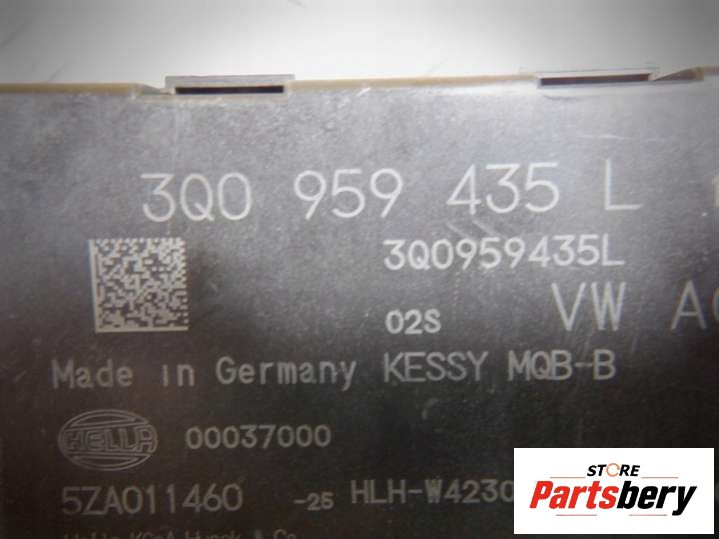 3Q0 959 435 L
3Q0959435L
02S VW
Made in Germany KESSY MQB-B
HELLA 00037000
5ZA011460 -25 HLH-W4230
STORE
Partsbery